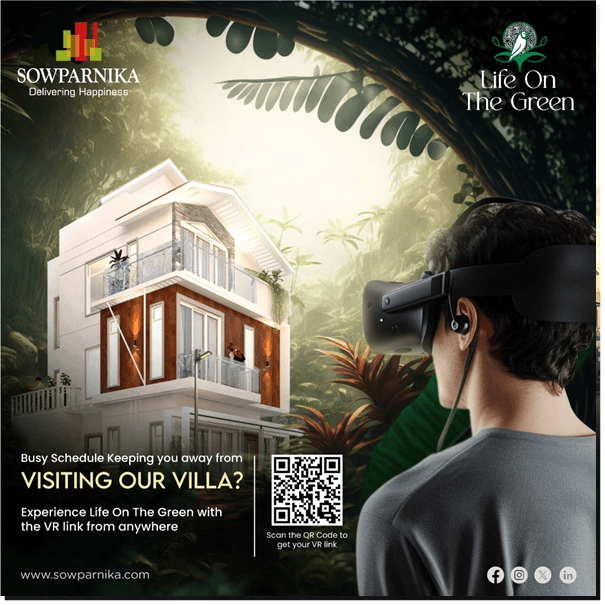 SOWPARNIKA
Delivering Happiness
Life On
The Green
Busy Schedule Keeping you away from
VISITING OUR VILLA?
Experience Life On The Green with
the VR link from anywhere
Scan the QR Code to
get your VR link
www.sowparnika.com